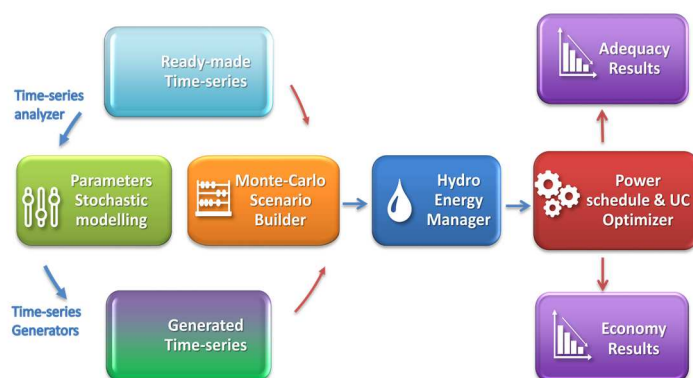 Ready-made
Time-series
Adequacy
Results
Time-series
analyzer
Parameters
Stochastic
modelling
Monte-Carlo
Scenario
Builder
Hydro
Energy
Manager
Power
schedule & UC
Optimizer
Time-series
Generators
Generated
Time-series
Economy
Results